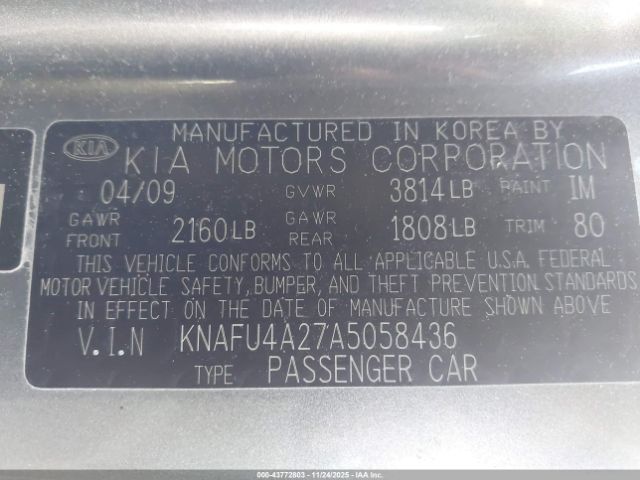 MANUFACTURED IN KOREA BY
KIA KIA MOTORS CORPORATION
04/09 GVWR 3814 LB PAINT IM
GAWR FRONT 2160 LB GAWR REAR 1808 LB TRIM 80
THIS VEHICLE CONFORMS TO ALL APPLICABLE U.S.A. FEDERAL
MOTOR VEHICLE SAFETY, BUMPER, AND THEFT PREVENTION STANDARDS
IN EFFECT ON THE DATE OF MANUFACTURE SHOWN ABOVE
V.I.N KNAFU4A27A5058436
TYPE PASSENGER CAR
000-43772803 - 11/24/2025 - IAA, Inc.